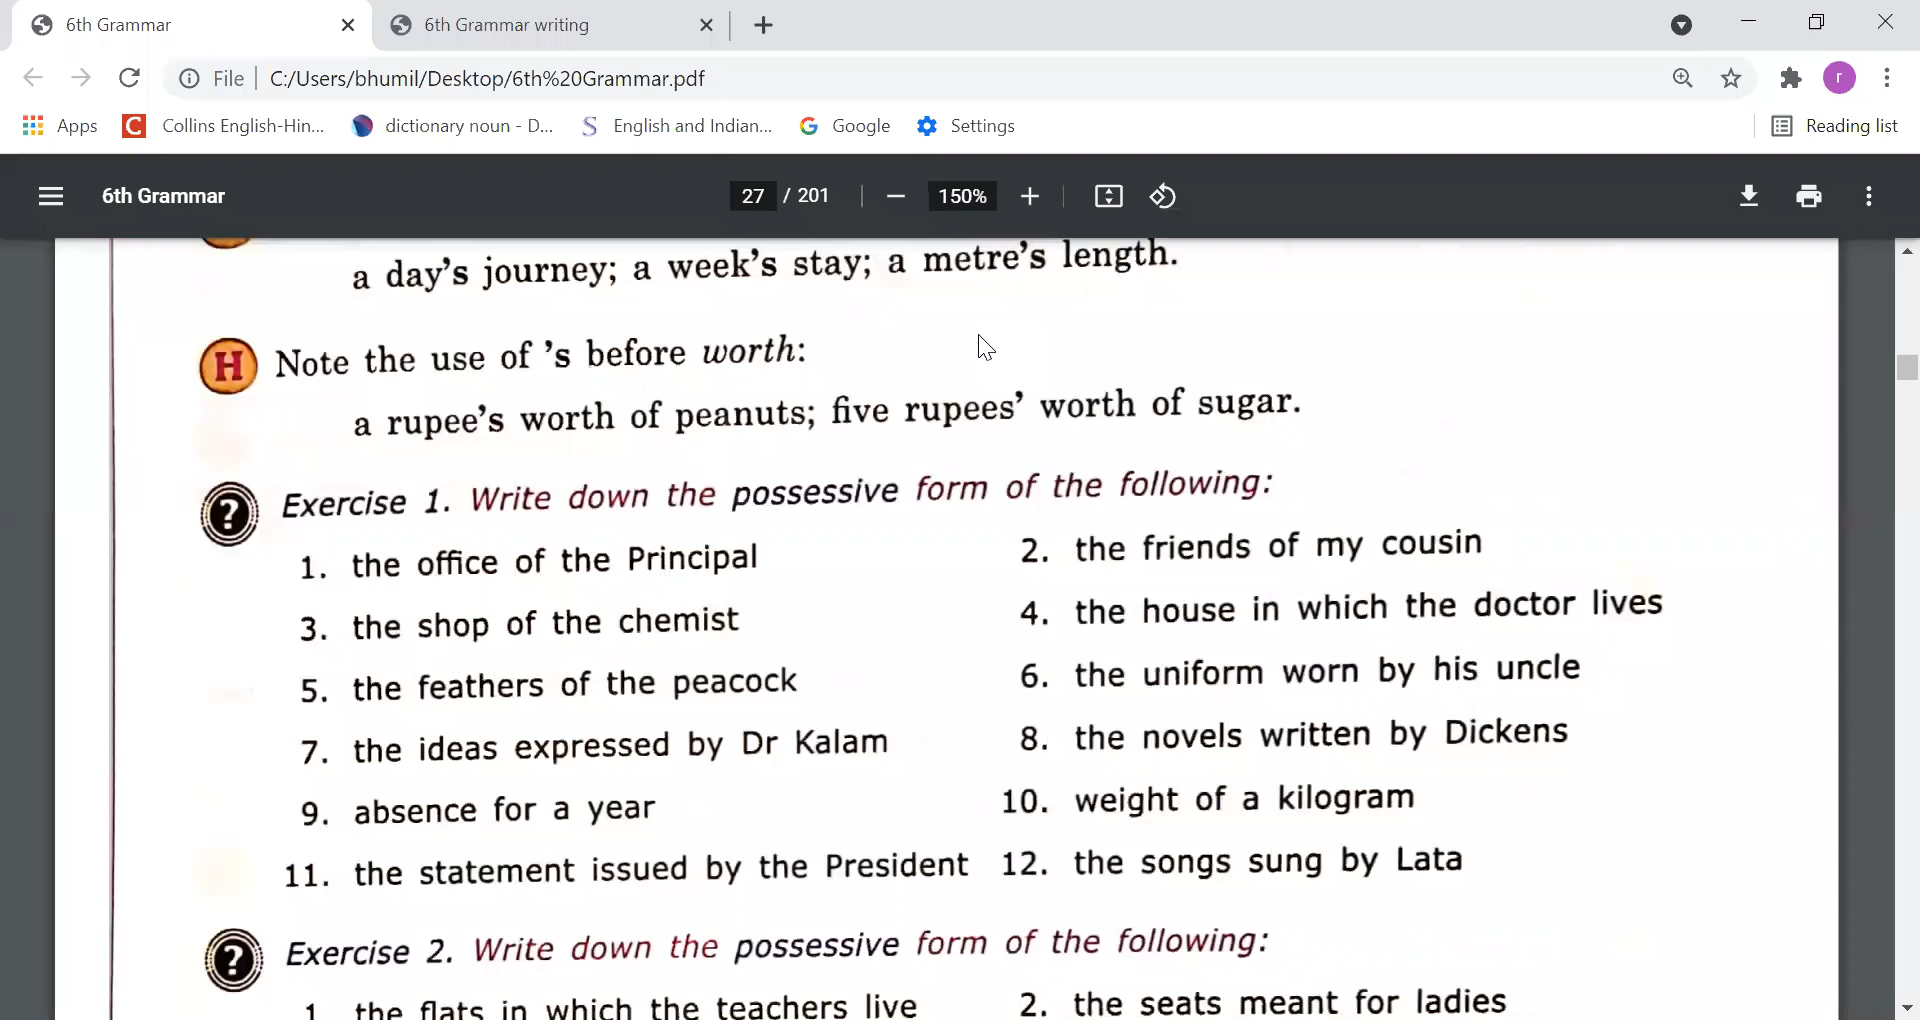 6th Grammar
6th Grammar writing
File C:/Users/bhumil/Desktop/6th%20Grammar.pdf
r
Apps
Collins English-Hin...
dictionary noun - D...
English and Indian...
Google
Settings
Reading list
6th Grammar
27 / 201
150%
a day's journey; a week's stay; a metre's length.
H Note the use of 's before worth:
a rupee's worth of peanuts; five rupees' worth of sugar.
? Exercise 1. Write down the possessive form of the following:
1. the office of the Principal
2. the friends of my cousin
3. the shop of the chemist
4. the house in which the doctor lives
5. the feathers of the peacock
6. the uniform worn by his uncle
7. the ideas expressed by Dr Kalam
8. the novels written by Dickens
9. absence for a year
10. weight of a kilogram
11. the statement issued by the President
12. the songs sung by Lata
? Exercise 2. Write down the possessive form of the following:
1 the flats in which the teachers live
2. the seats meant for ladies